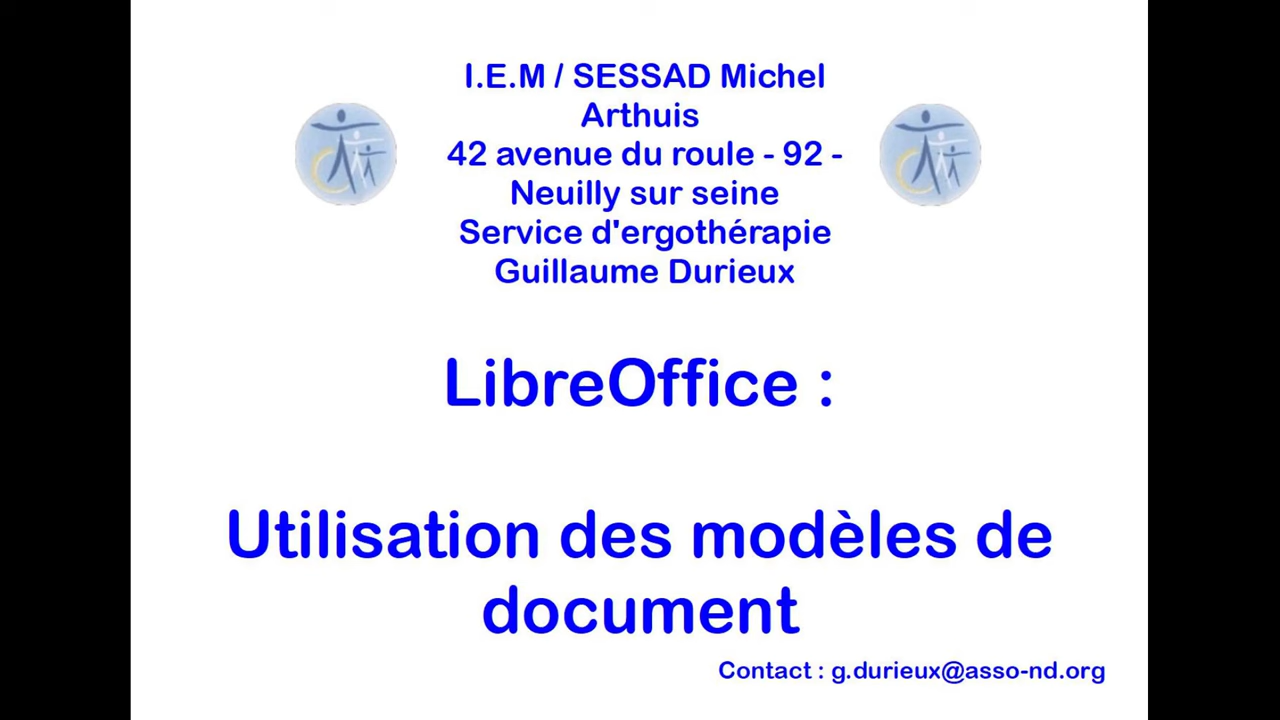 I.E.M / SESSAD Michel
Arthuis
42 avenue du roule - 92 -
Neuilly sur seine
Service d'ergothérapie
Guillaume Durieux
LibreOffice :
Utilisation des modèles de
document
Contact : g.durieux@asso-nd.org